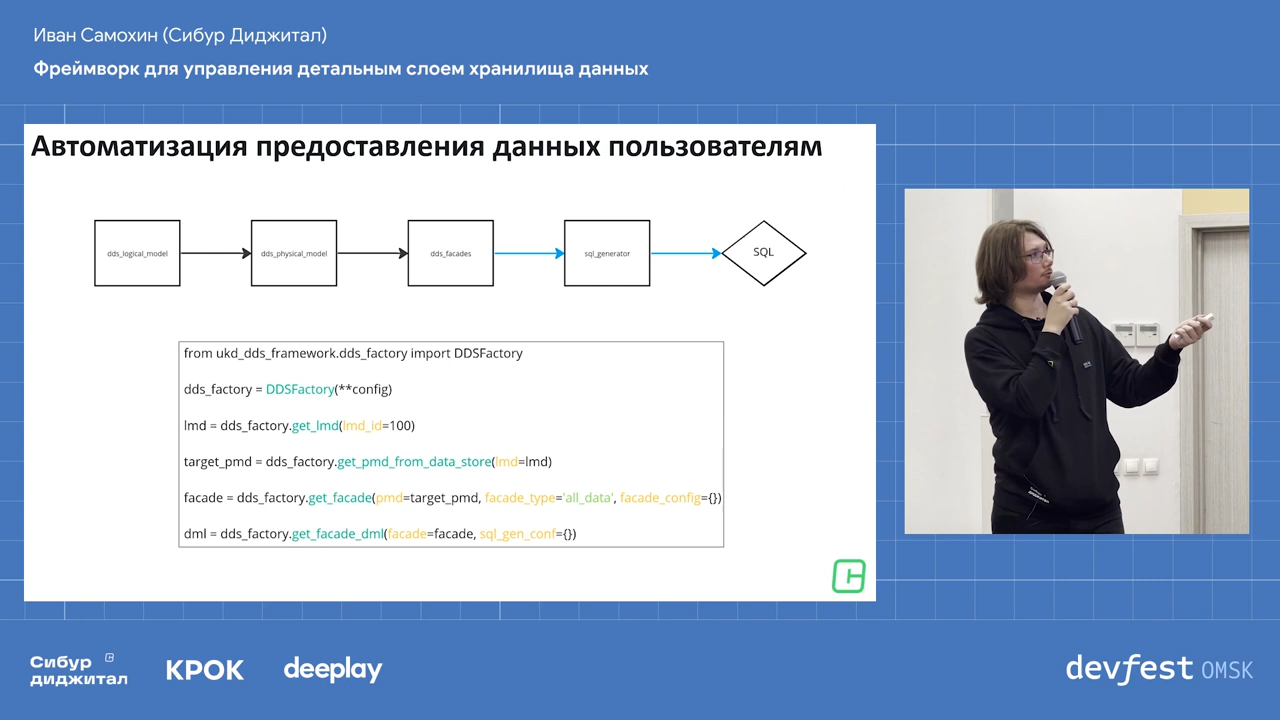 Иван Самохин (Сибур Диджитал)
Фреймворк для управления детальным слоем хранилища данных
Автоматизация предоставления данных пользователям
dds_logical_model
dds_physical_model
dds_facades
sql_generator
SQL
from ukd_dds_framework.dds_factory import DDSFactory
dds_factory = DDSFactory(**config)
lmd = dds_factory.get_lmd(lmd_id=100)
target_pmd = dds_factory.get_pmd_from_data_store(lmd=lmd)
facade = dds_factory.get_facade(pmd=target_pmd, facade_type='all_data', facade_config={})
dml = dds_factory.get_facade_dml(facade=facade, sql_gen_conf={})
Сибур
диджитал
КРОК
deeplay
devfest OMSK